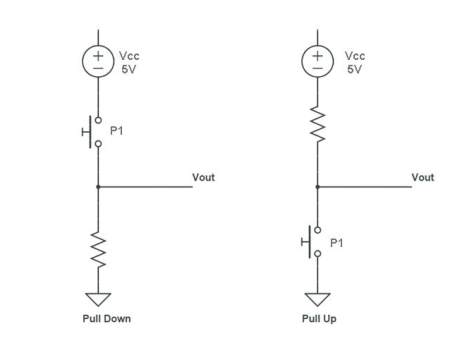 Vcc
5V
P1
Vout
Pull Down
Vcc
5V
Vout
P1
Pull Up